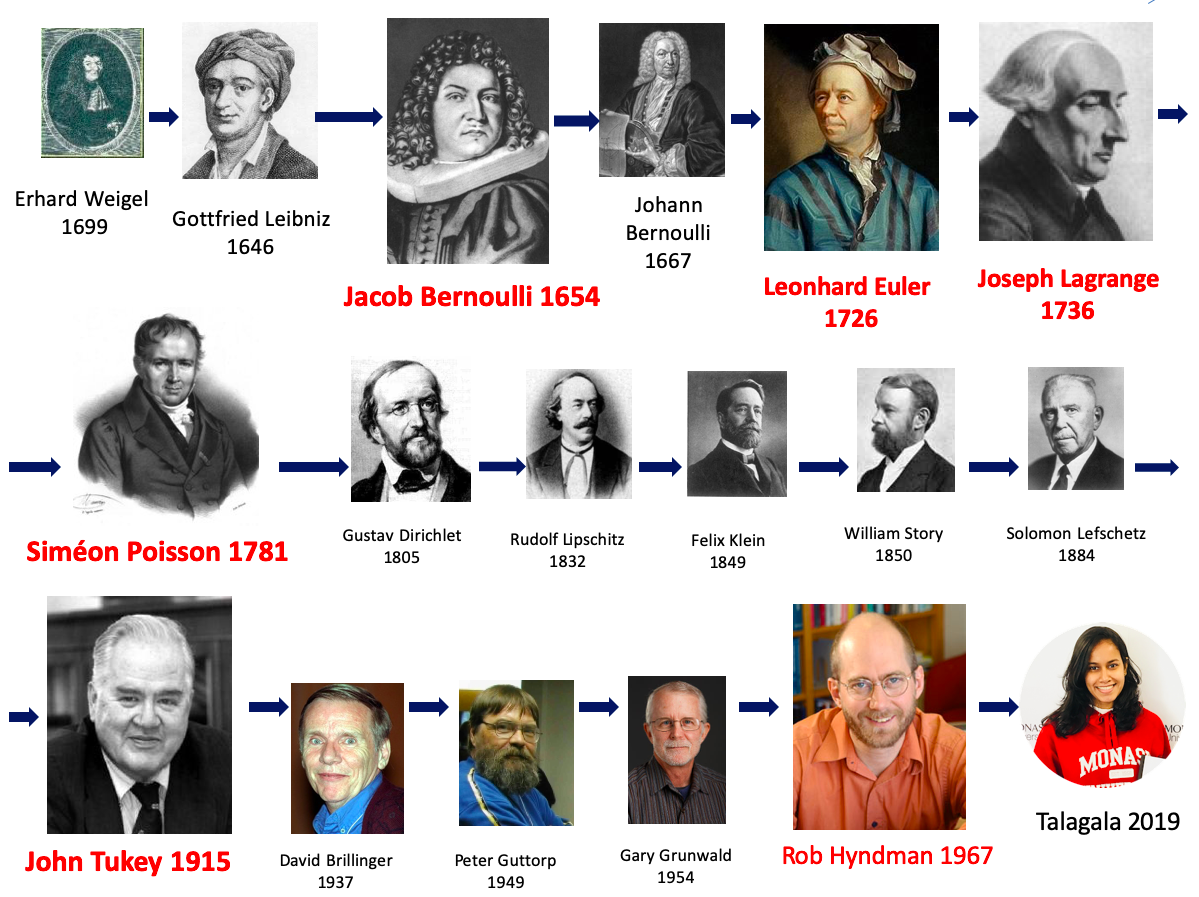 Erhard Weigel
1699
Gottfried Leibniz
1646
Jacob Bernoulli 1654
Johann
Bernoulli
1667
Leonhard Euler
1726
Joseph Lagrange
1736
Siméon Poisson 1781
Gustav Dirichlet
1805
Rudolf Lipschitz
1832
Felix Klein
1849
William Story
1850
Solomon Lefschetz
1884
John Tukey 1915
David Brillinger
1937
Peter Guttorp
1949
Gary Grunwald
1954
Rob Hyndman 1967
MONAS
Talagala 2019